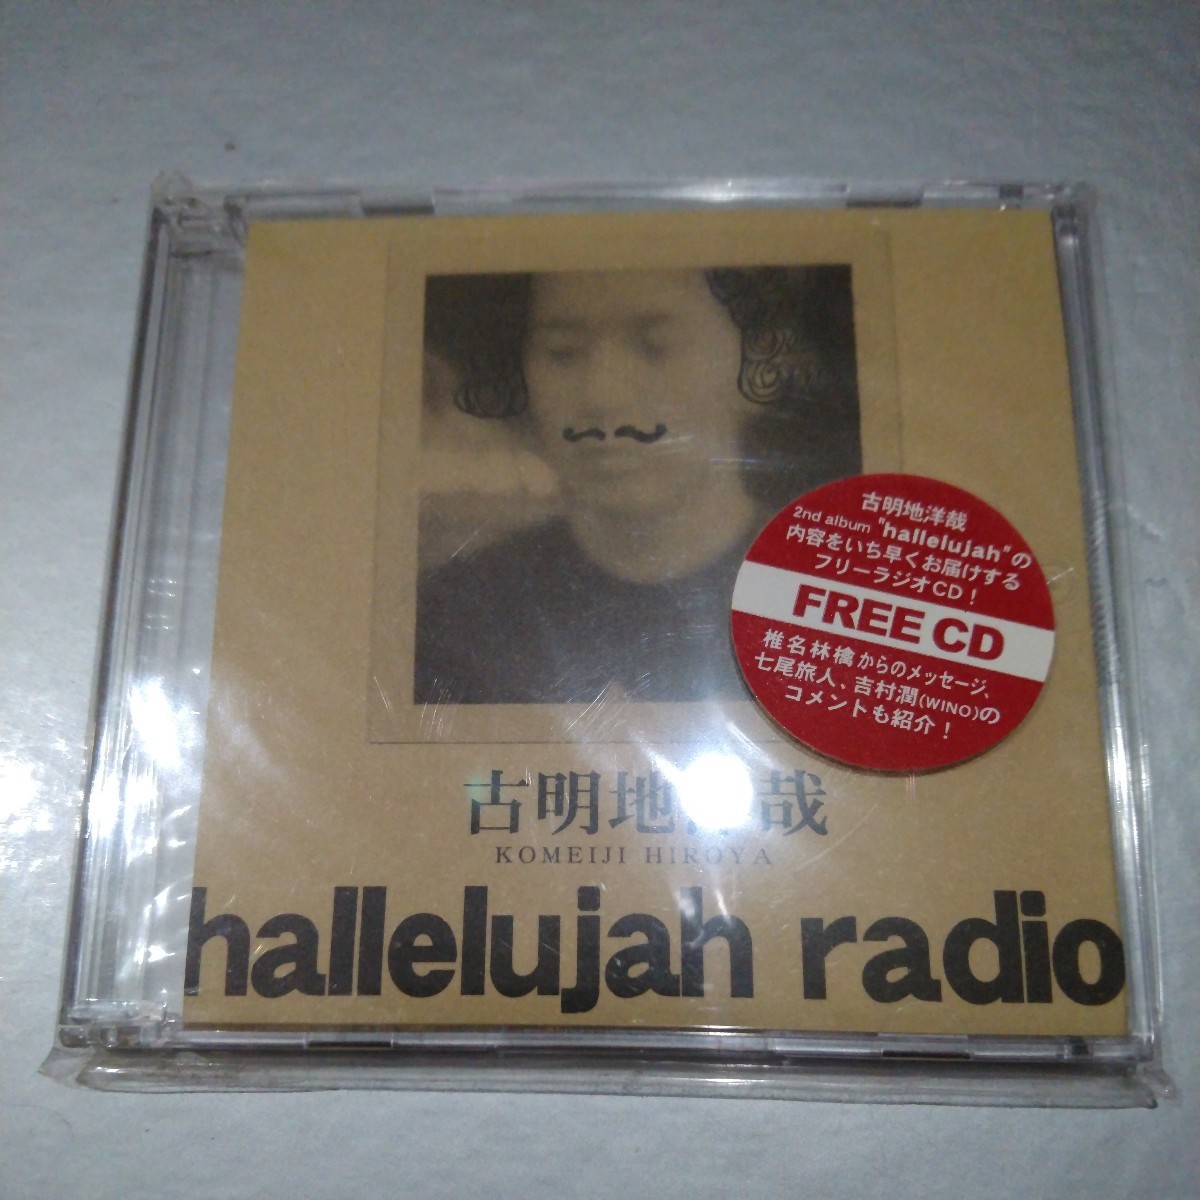 古明地洋哉
2nd album "hallelujah"の
内容をいち早くお届けする
フリーラジオCD!
FREE CD
椎名林檎からのメッセージ、
七尾旅人、吉村潤(WINO)の
コメントも紹介!
古明地洋哉
KOMEIJI HIROYA
hallelujah radio